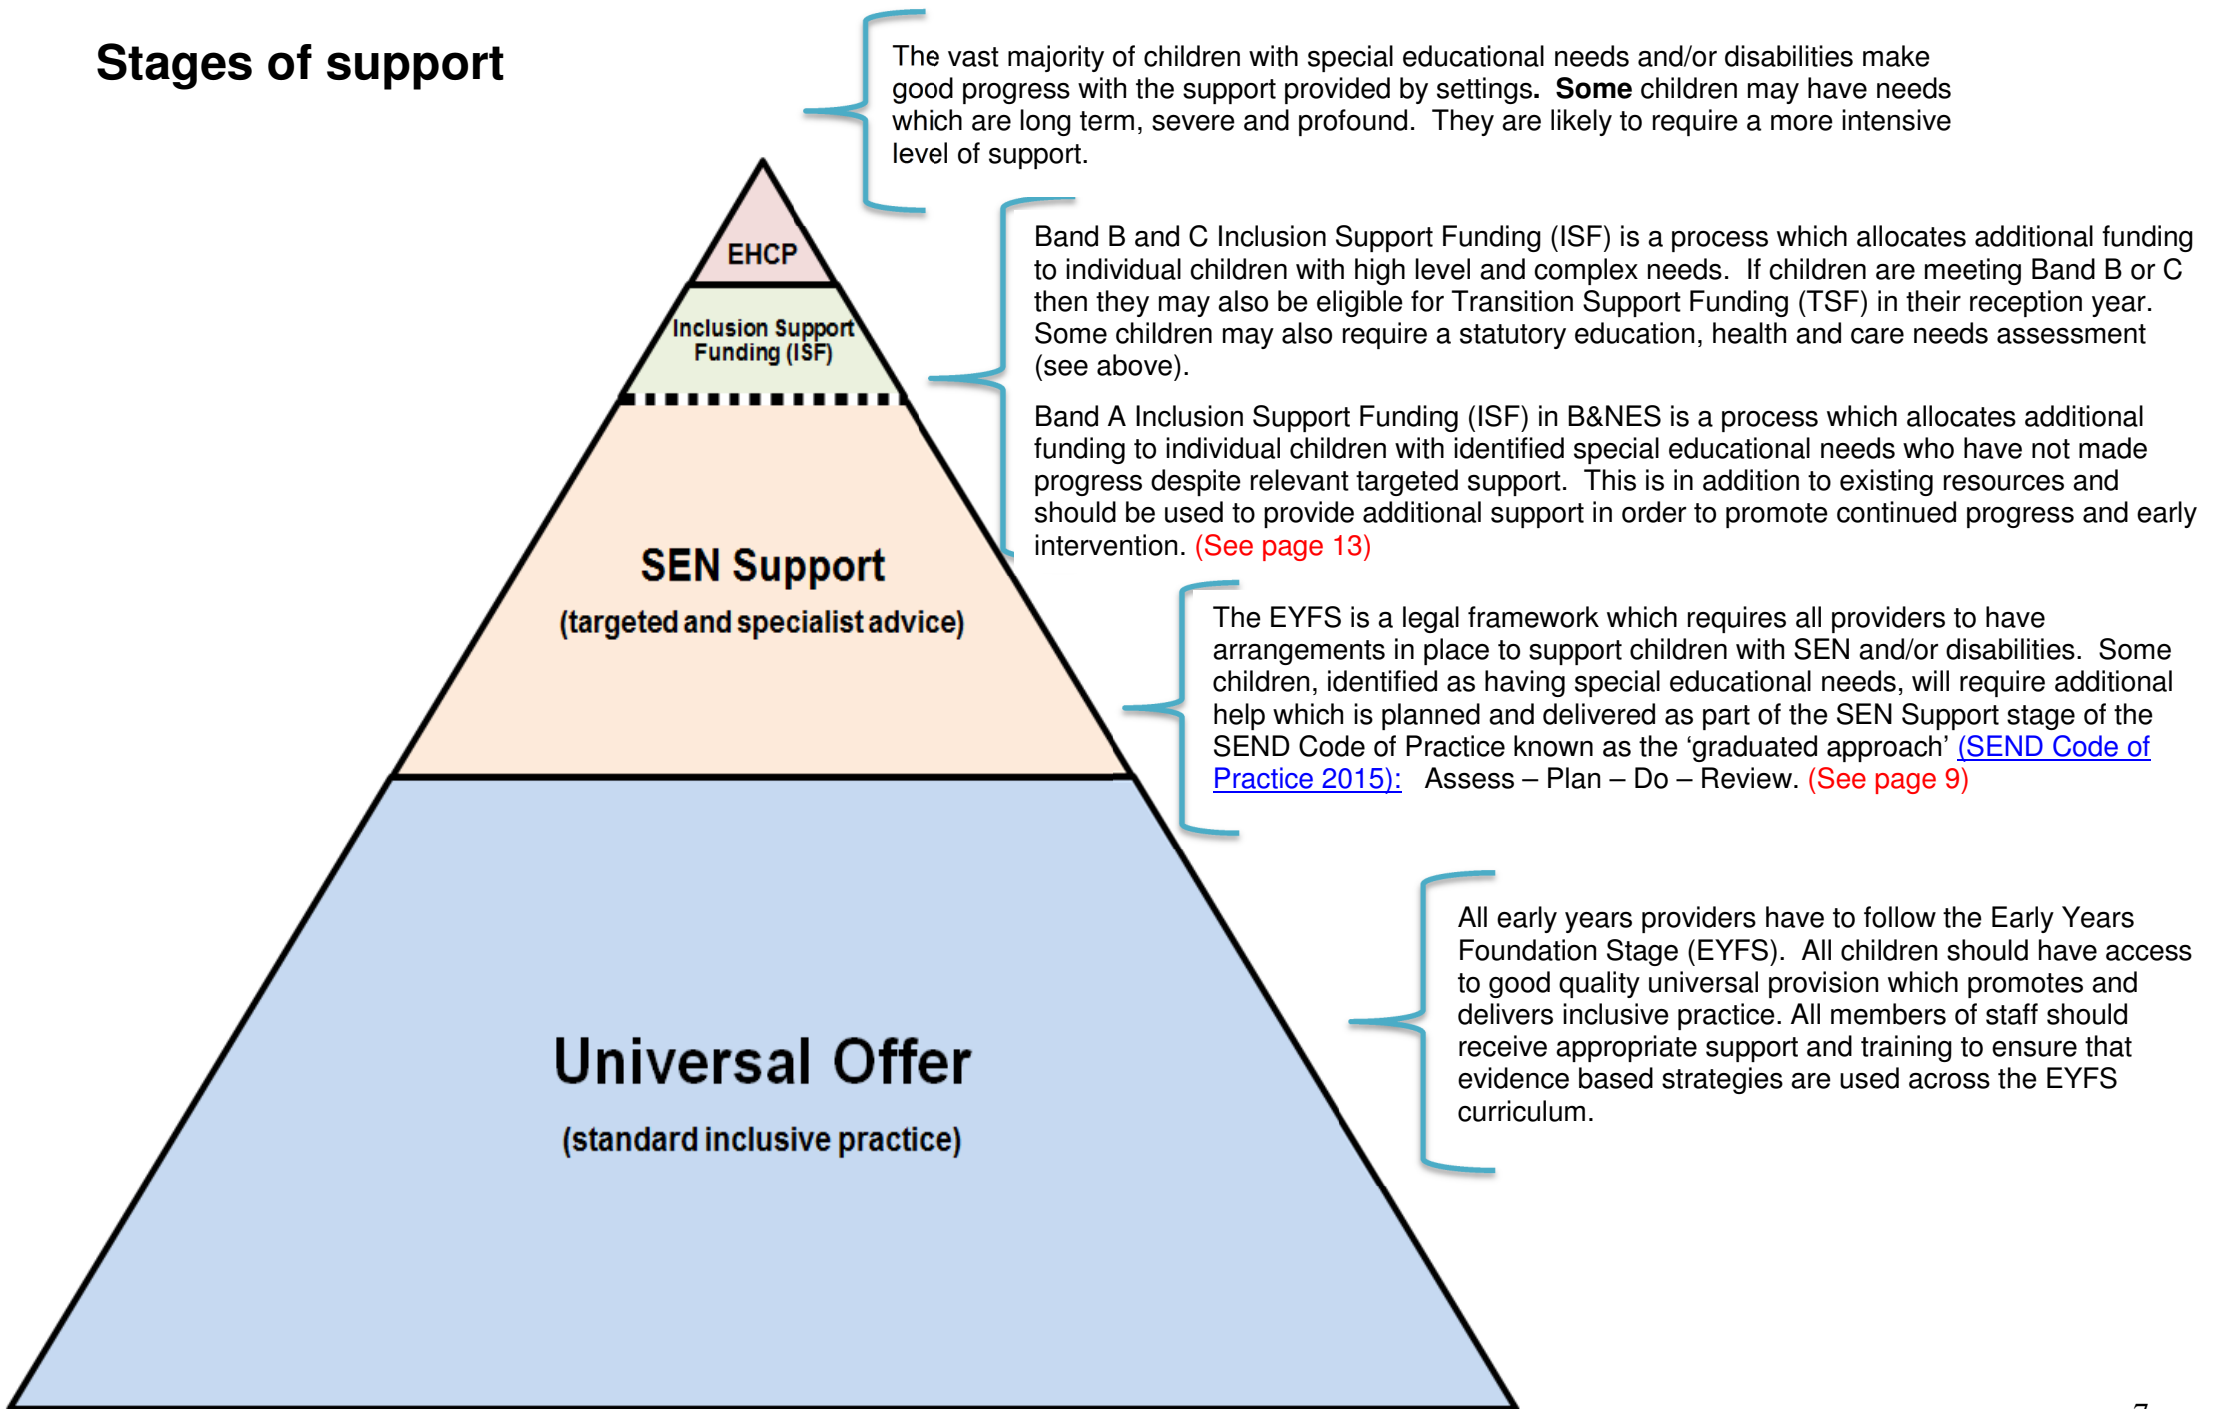 Stages of support
The vast majority of children with special educational needs and/or disabilities make
good progress with the support provided by settings. Some children may have needs
which are long term, severe and profound. They are likely to require a more intensive
level of support.
EHCP
Band B and C Inclusion Support Funding (ISF) is a process which allocates additional funding
to individual children with high level and complex needs. If children are meeting Band B or C
then they may also be eligible for Transition Support Funding (TSF) in their reception year.
Some children may also require a statutory education, health and care needs assessment
(see above).
Inclusion Support
Funding (ISF)
Band A Inclusion Support Funding (ISF) in B&NES is a process which allocates additional
funding to individual children with identified special educational needs who have not made
progress despite relevant targeted support. This is in addition to existing resources and
should be used to provide additional support in order to promote continued progress and early
intervention. (See page 13)
SEN Support
(targeted and specialist advice)
The EYFS is a legal framework which requires all providers to have
arrangements in place to support children with SEN and/or disabilities. Some
children, identified as having special educational needs, will require additional
help which is planned and delivered as part of the SEN Support stage of the
SEND Code of Practice known as the ‘graduated approach’ (SEND Code of
Practice 2015): Assess – Plan – Do – Review. (See page 9)
All early years providers have to follow the Early Years
Foundation Stage (EYFS). All children should have access
to good quality universal provision which promotes and
delivers inclusive practice. All members of staff should
receive appropriate support and training to ensure that
evidence based strategies are used across the EYFS
curriculum.
Universal Offer
(standard inclusive practice)